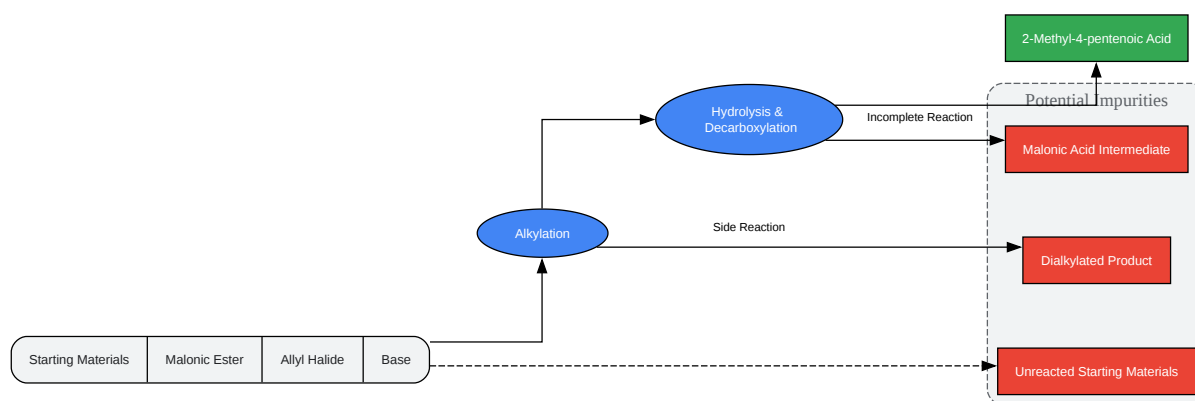 2-Methyl-4-pentenoic Acid
Potential Impurities
Hydrolysis &
Decarboxylation
Incomplete Reaction
Malonic Acid Intermediate
Alkylation
Side Reaction
Dialkylated Product
Starting Materials
Malonic Ester
Allyl Halide
Base
Unreacted Starting Materials